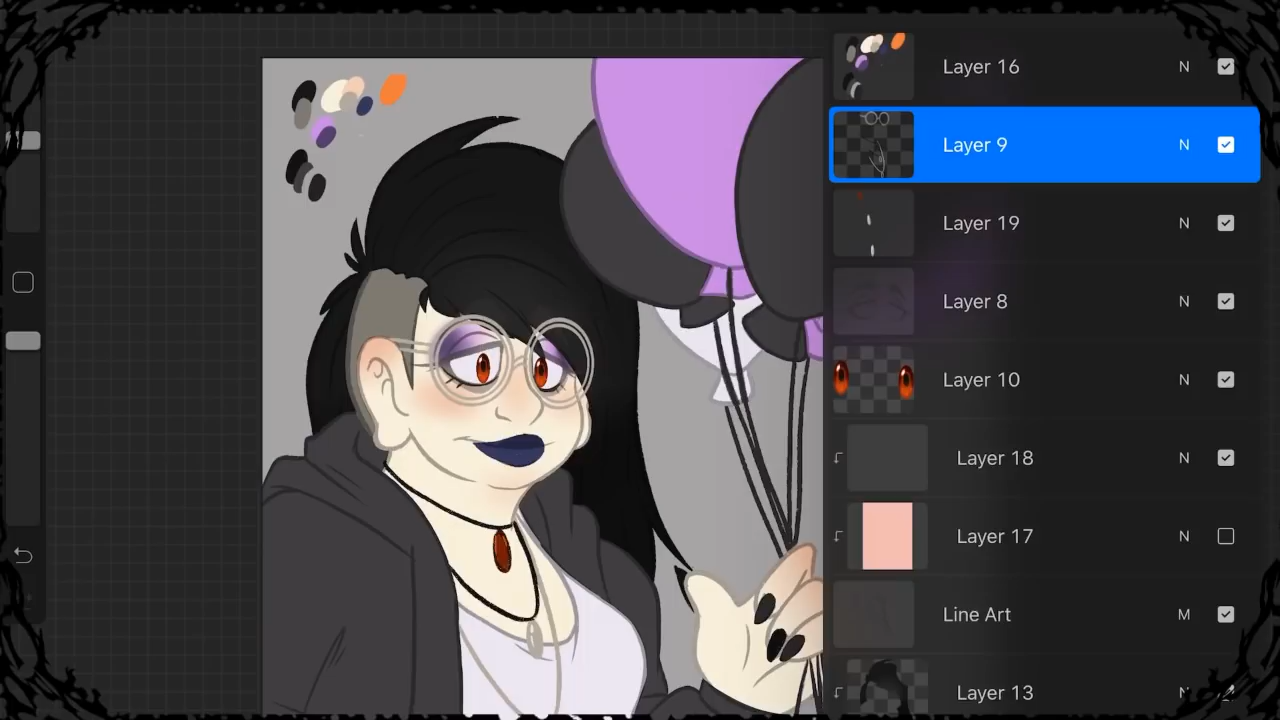 Layer 16 N
Layer 9 N
Layer 19 N
Layer 8 N
Layer 10 N
Layer 18 N
Layer 17 N
Line Art M
Layer 13 N